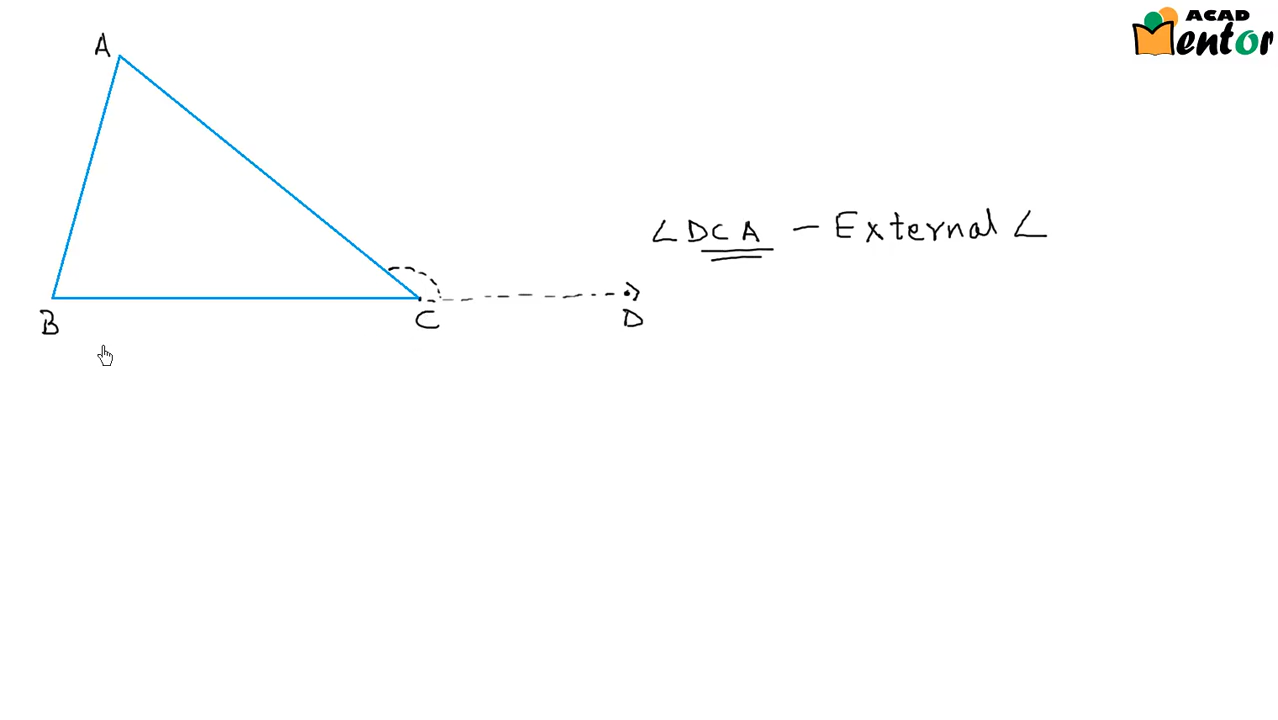 ACAD
Mentor
A
∠DCA - External ∠
B
C
D